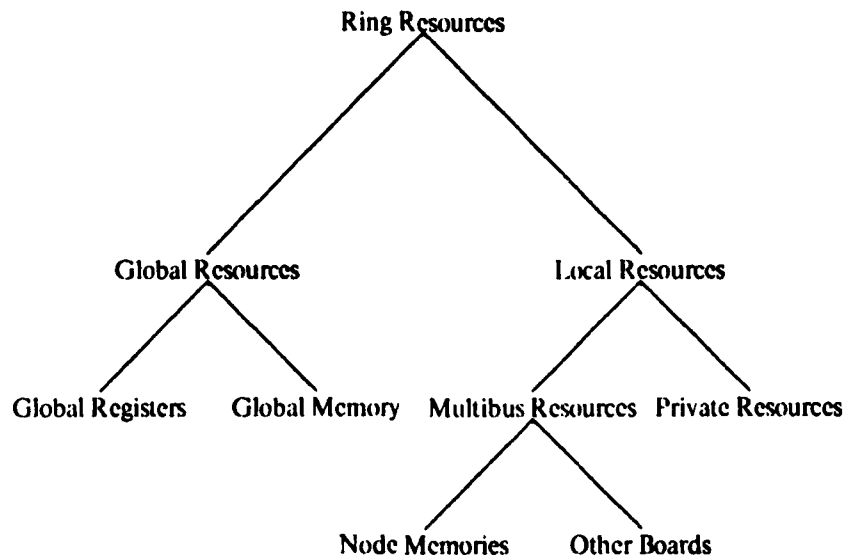 Ring Resources
Global Resources Local Resources
Global Registers Global Memory Multibus Resources Private Resources
Node Memories Other Boards